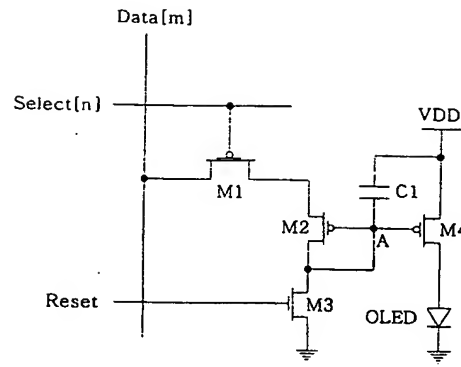 Data[m]
Select[n]
VDD
M1
C1
M2
A
M4
Reset
M3
OLED